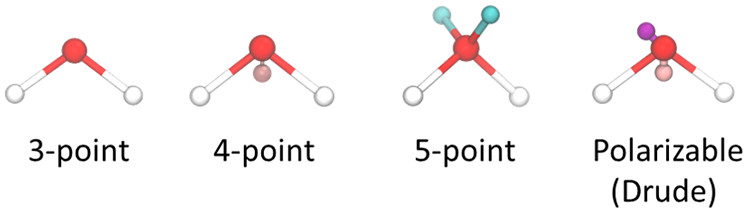 3-point
4-point
5-point
Polarizable
(Drude)